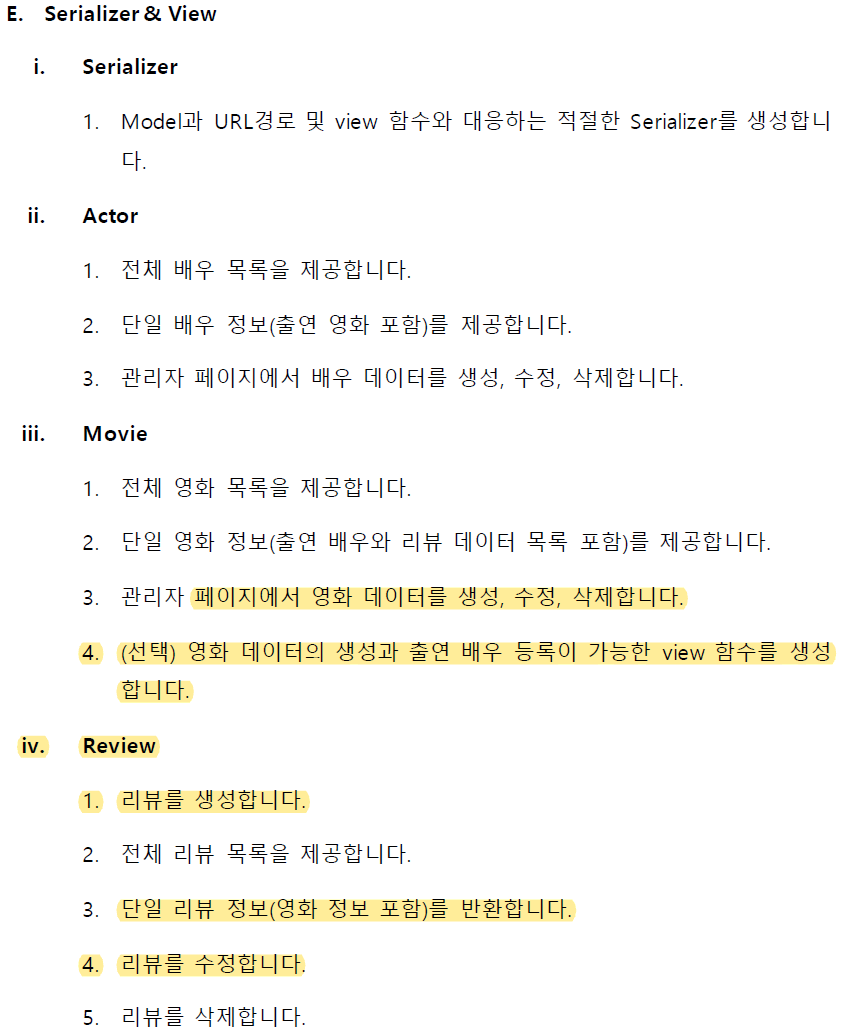 E. Serializer & View
i. Serializer
1. Model과 URL경로 및 view 함수와 대응하는 적절한 Serializer를 생성합니
다.
ii. Actor
1. 전체 배우 목록을 제공합니다.
2. 단일 배우 정보(출연 영화 포함)를 제공합니다.
3. 관리자 페이지에서 배우 데이터를 생성, 수정, 삭제합니다.
iii. Movie
1. 전체 영화 목록을 제공합니다.
2. 단일 영화 정보(출연 배우와 리뷰 데이터 목록 포함)를 제공합니다.
3. 관리자 페이지에서 영화 데이터를 생성, 수정, 삭제합니다.
4. (선택) 영화 데이터의 생성과 출연 배우 등록이 가능한 view 함수를 생성
합니다.
iv. Review
1. 리뷰를 생성합니다.
2. 전체 리뷰 목록을 제공합니다.
3. 단일 리뷰 정보(영화 정보 포함)를 반환합니다.
4. 리뷰를 수정합니다.
5. 리뷰를 삭제합니다.